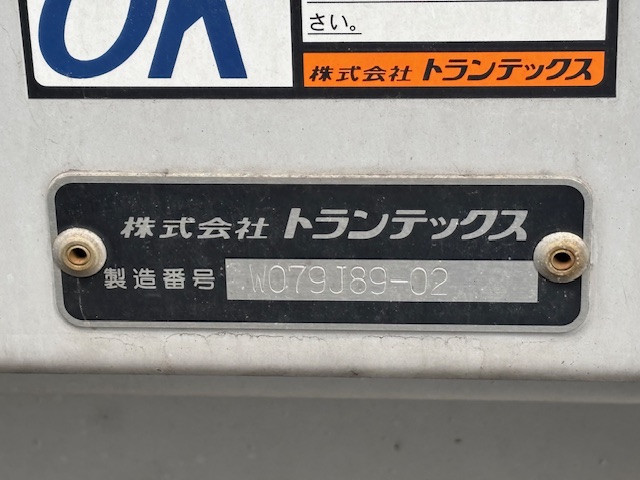 OK
さい。
株式会社 トランテックス
株式会社 トランテックス
製造番号 W079J89-02